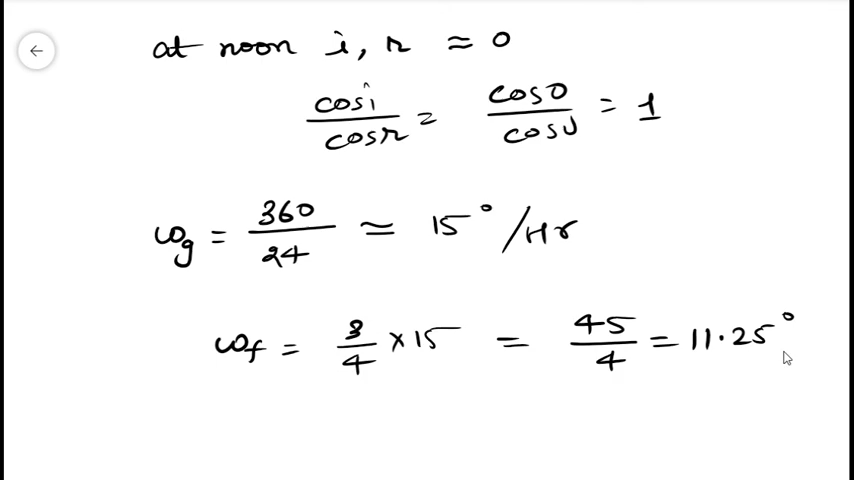 at noon i, r ≈ 0
cosi/cosr = cos0/cos0 = 1
ωg = 360/24 ≃ 15°/Hr
ωf = 3/4 × 15 = 45/4 = 11.25°